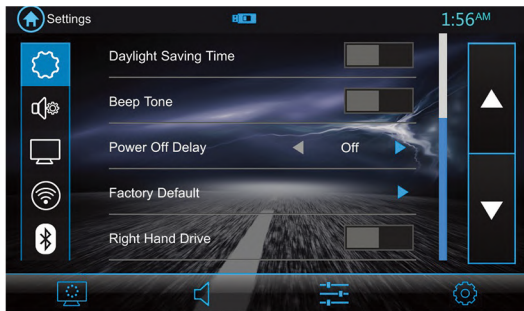 Settings
1:56AM
Daylight Saving Time
Beep Tone
Power Off Delay
Off
Factory Default
Right Hand Drive